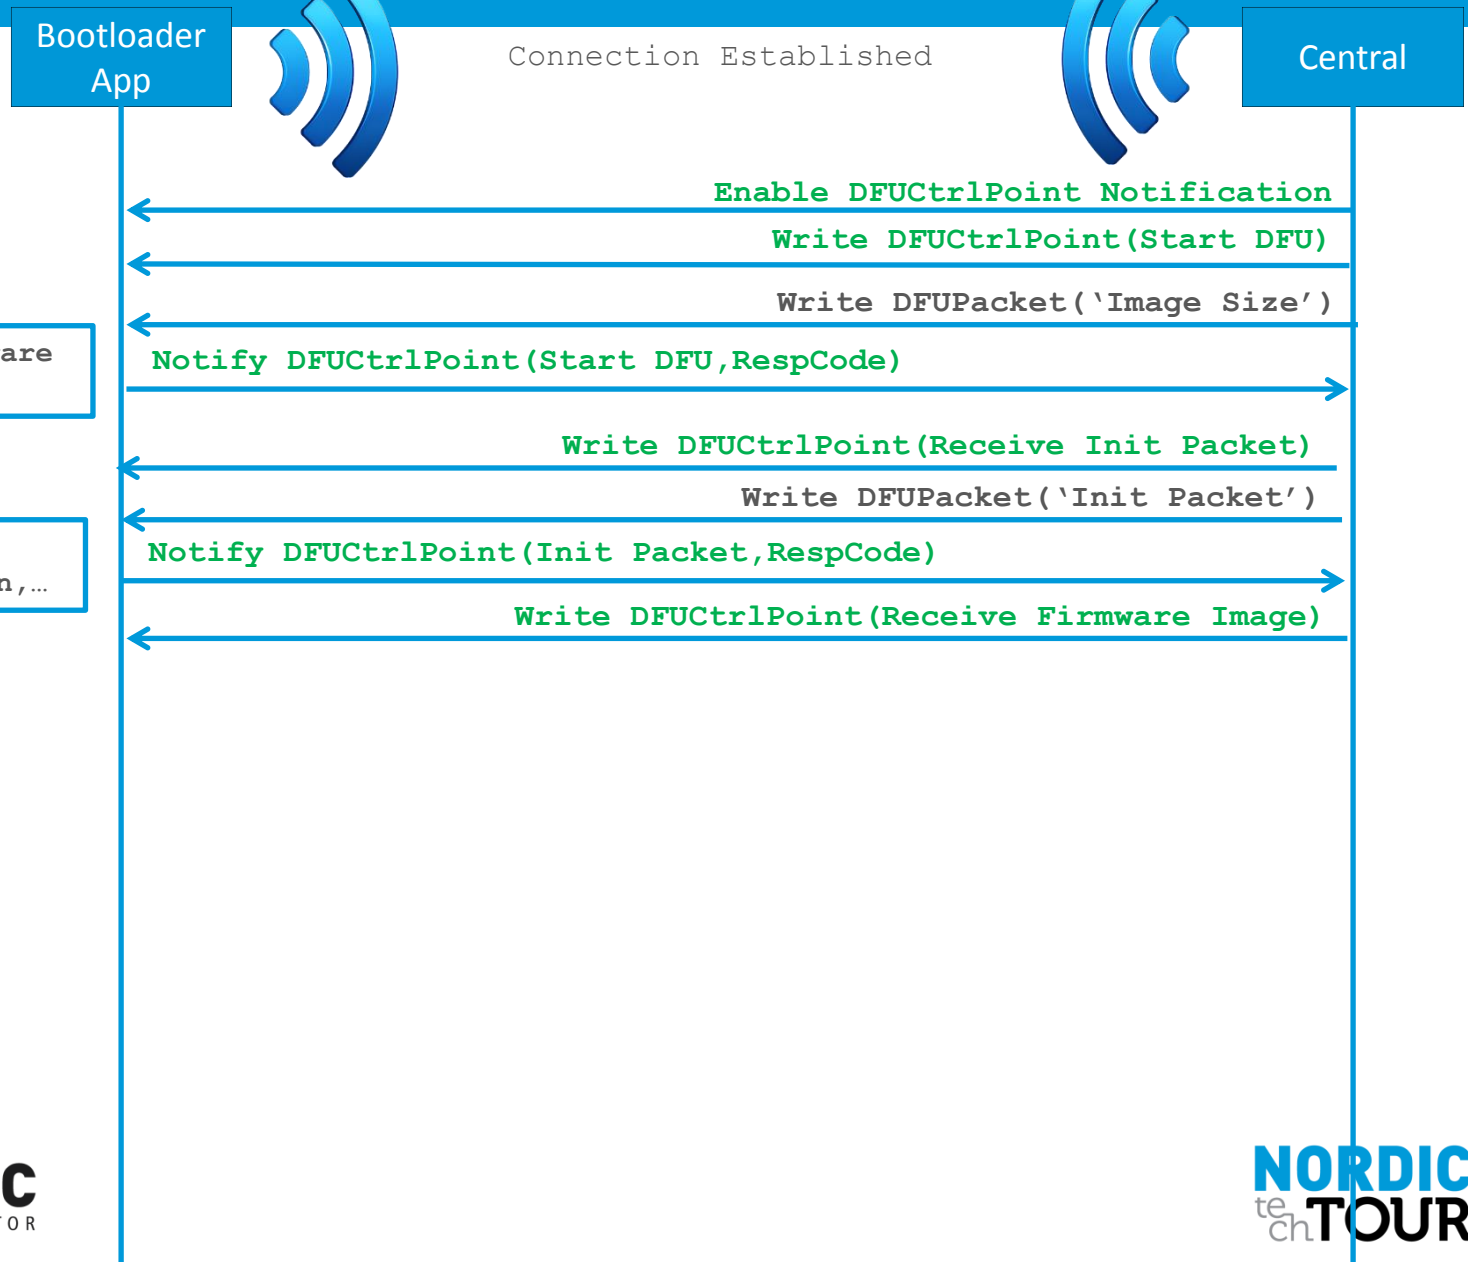 Bootloader
App
Connection Established
Central
Enable DFUCtrlPoint Notification
Write DFUCtrlPoint(Start DFU)
Write DFUPacket(‘Image Size’)
Notify DFUCtrlPoint(Start DFU,RespCode)
Write DFUCtrlPoint(Receive Init Packet)
Write DFUPacket(‘Init Packet’)
Notify DFUCtrlPoint(Init Packet,RespCode)
Write DFUCtrlPoint(Receive Firmware Image)
NORDIC
tech TOUR